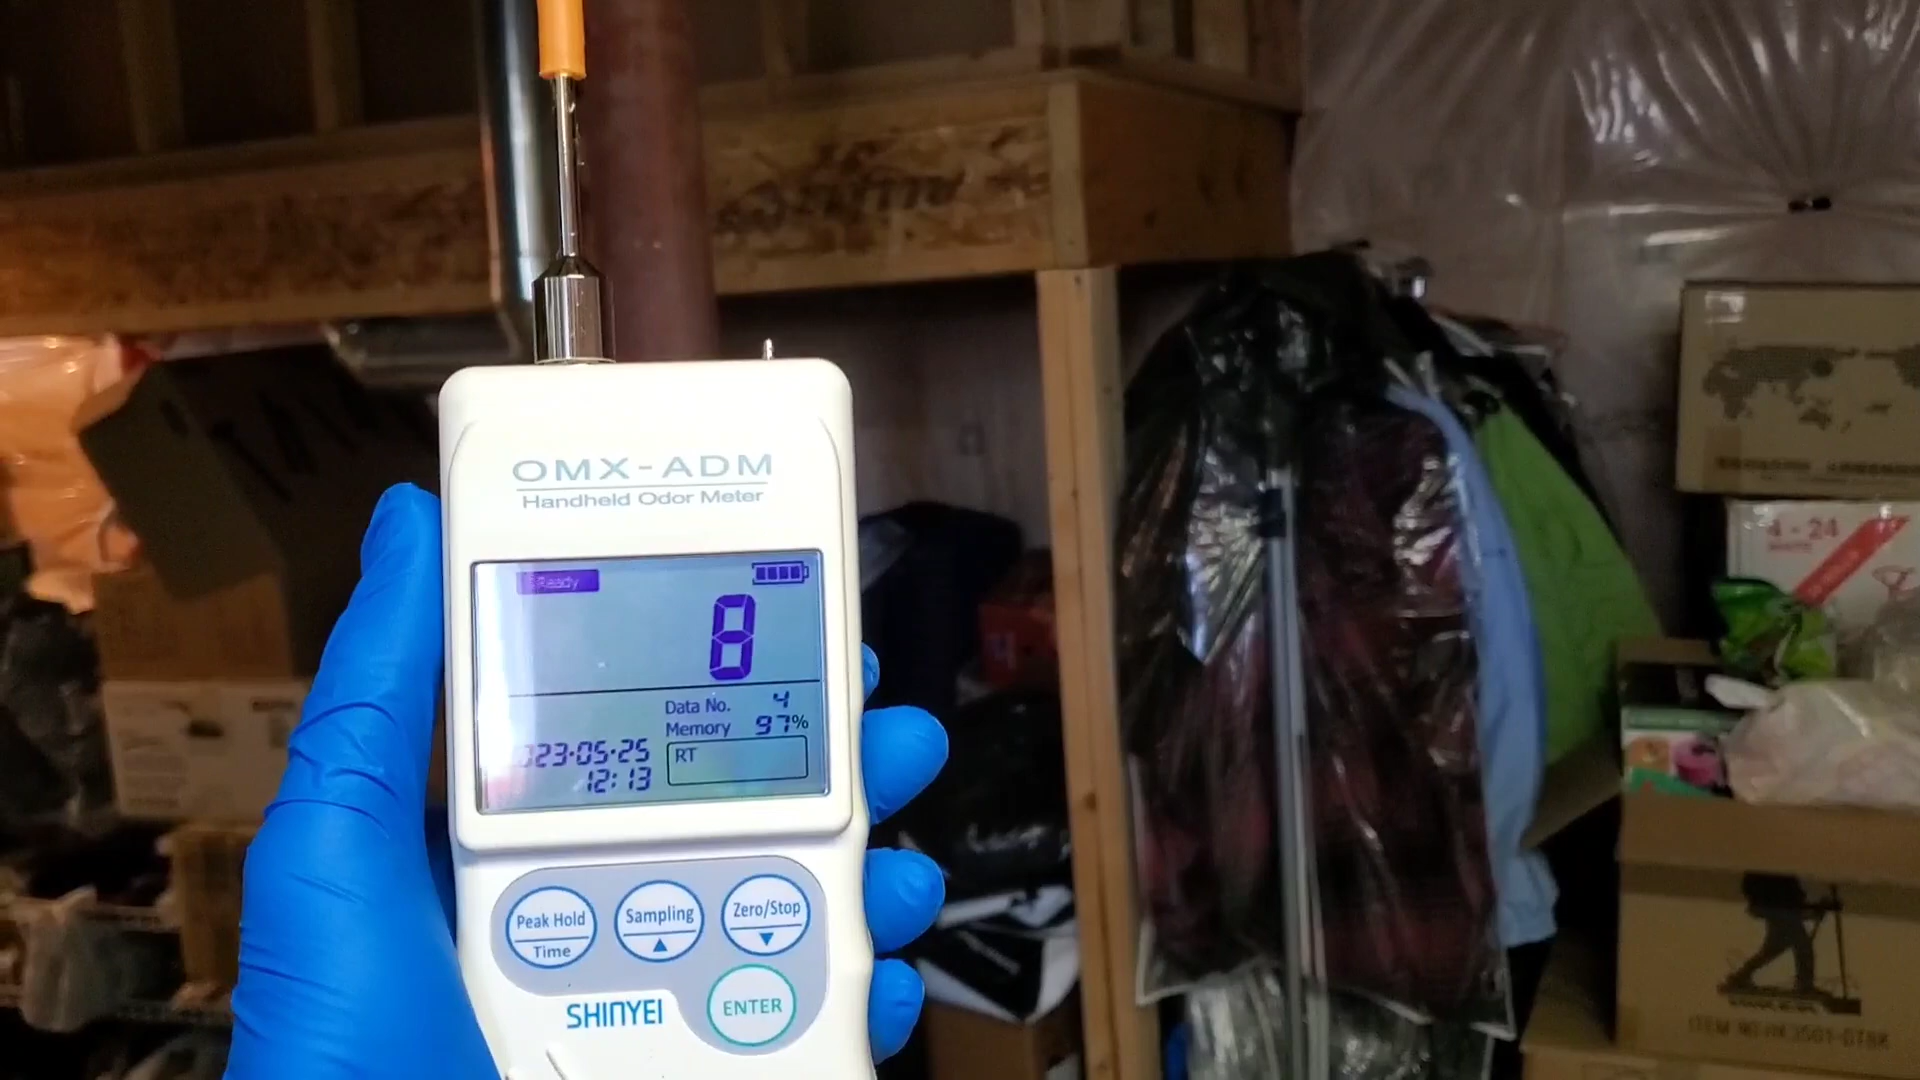 OMX-ADM
Handheld Odor Meter
Ready
8
Data No. 4
Memory 97%
023·05·25
12:13
RT
Peak Hold
Time
Sampling
Zero/Stop
ENTER
SHINYEI
4 - 24